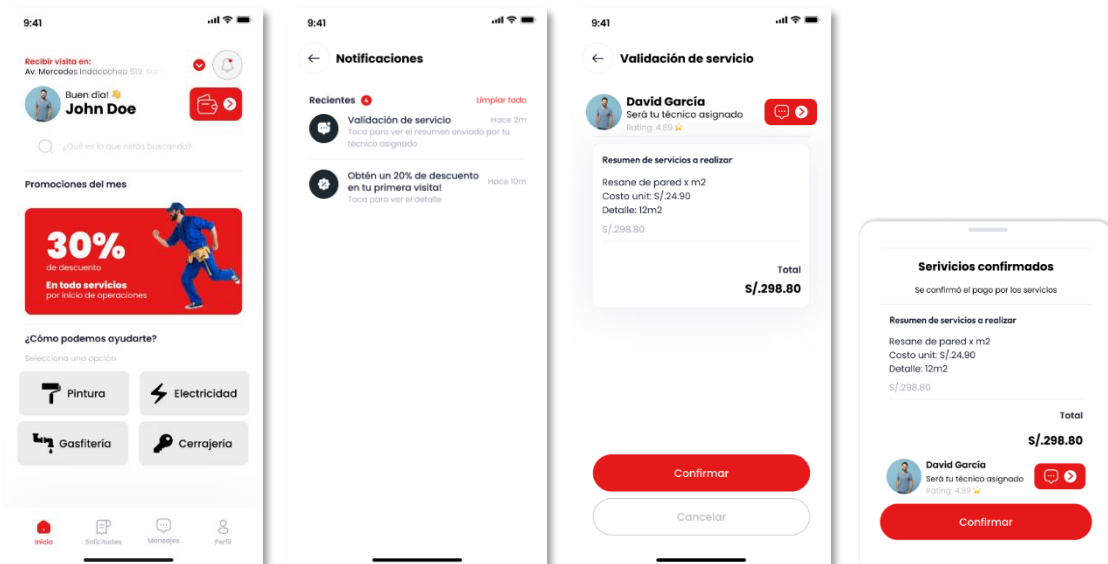 9:41
Recibir visita en:
Av. Mercedes Indacochea 519,
Buen día!
John Doe
¿Qué es lo que estás buscando?
Promociones del mes
30%
de descuento
En todo servicios
por inicio de operaciones
¿Cómo podemos ayudarte?
Selecciona una opción
Pintura
Electricidad
Gasfitería
Cerrajería
Inicio
Solicitudes
Mensajes
Perfil
9:41
Notificaciones
Recientes 4
Limpiar todo
Validación de servicio
Hace 2m
Toca para ver el resumen enviado por tu
técnico asignado
Obtén un 20% de descuento
en tu primera visita!
Hace 10m
Toca para ver el detalle
9:41
Validación de servicio
David García
Será tu técnico asignado
Rating: 4.89
Resumen de servicios a realizar
Resane de pared x m2
Costo unit: S/.24.90
Detalle: 12m2
S/.298.80
Total
S/.298.80
Confirmar
Cancelar
Serivicios confirmados
Se confirmó el pago por los servicios
Resumen de servicios a realizar
Resane de pared x m2
Costo unit: S/.24.90
Detalle: 12m2
S/.298.80
Total
S/.298.80
David García
Será tu técnico asignado
Rating: 4.89
Confirmar